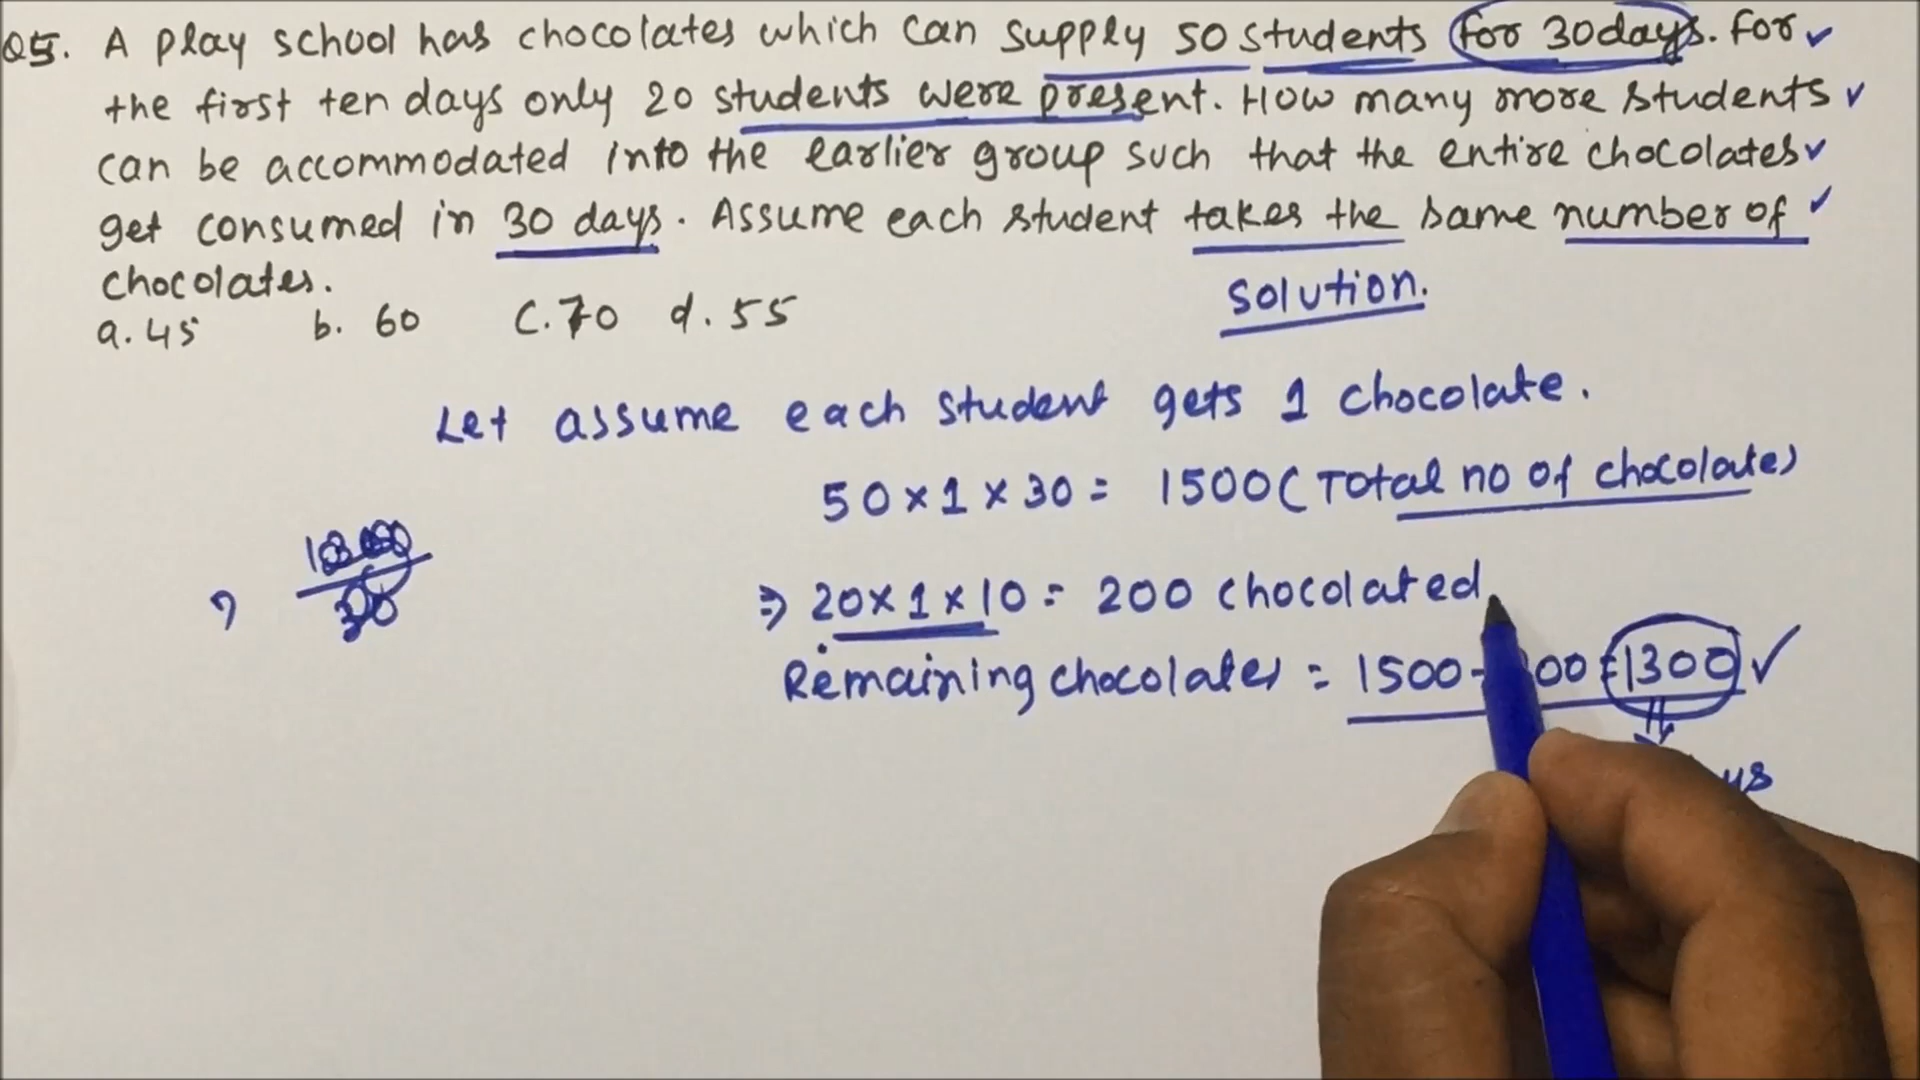 Q5. A play school has chocolates which can supply 50 students for 30days. For
the first ten days only 20 students were present. How many more students
can be accommodated into the earlier group such that the entire chocolates
get consumed in 30 days. Assume each student takes the same number of
chocolates.
a. 45 b. 60 c. 70 d. 55
Solution.
Let assume each student gets 1 chocolate.
50 x 1 x 30 = 1500 (Total no of chocolates)
⇒ 20 x 1 x 10 = 200 chocolated
Remaining chocolates = 1500 - 00 = 1300
30